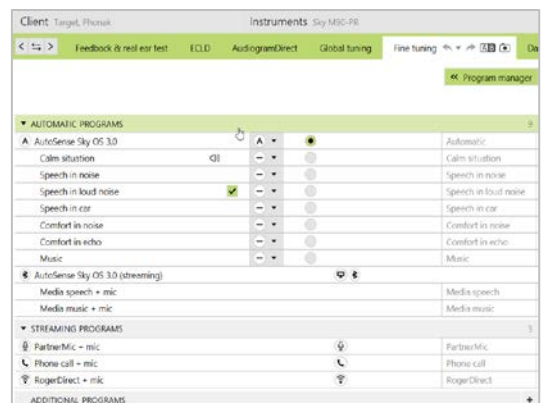 Client Target, Phonak Instruments Sky M50-PR
< ⇆ > Feedback & real ear test ECLD AudiogramDirect Global tuning Fine tuning A B Da
« Program manager
AUTOMATIC PROGRAMS
A AutoSense Sky OS 3.0 A Automatic
Calm situation – Calm situation
Speech in noise – Speech in noise
Speech in loud noise – Speech in loud noise
Speech in car – Speech in car
Comfort in noise – Comfort in noise
Comfort in echo – Comfort in echo
Music – Music
AutoSense Sky OS 3.0 (streaming)
Media speech + mic Media speech
Media music + mic Media music
STREAMING PROGRAMS
PartnerMic + mic PartnerMic
Phone call + mic Phone call
RogerDirect + mic RogerDirect
ADDITIONAL PROGRAMS +